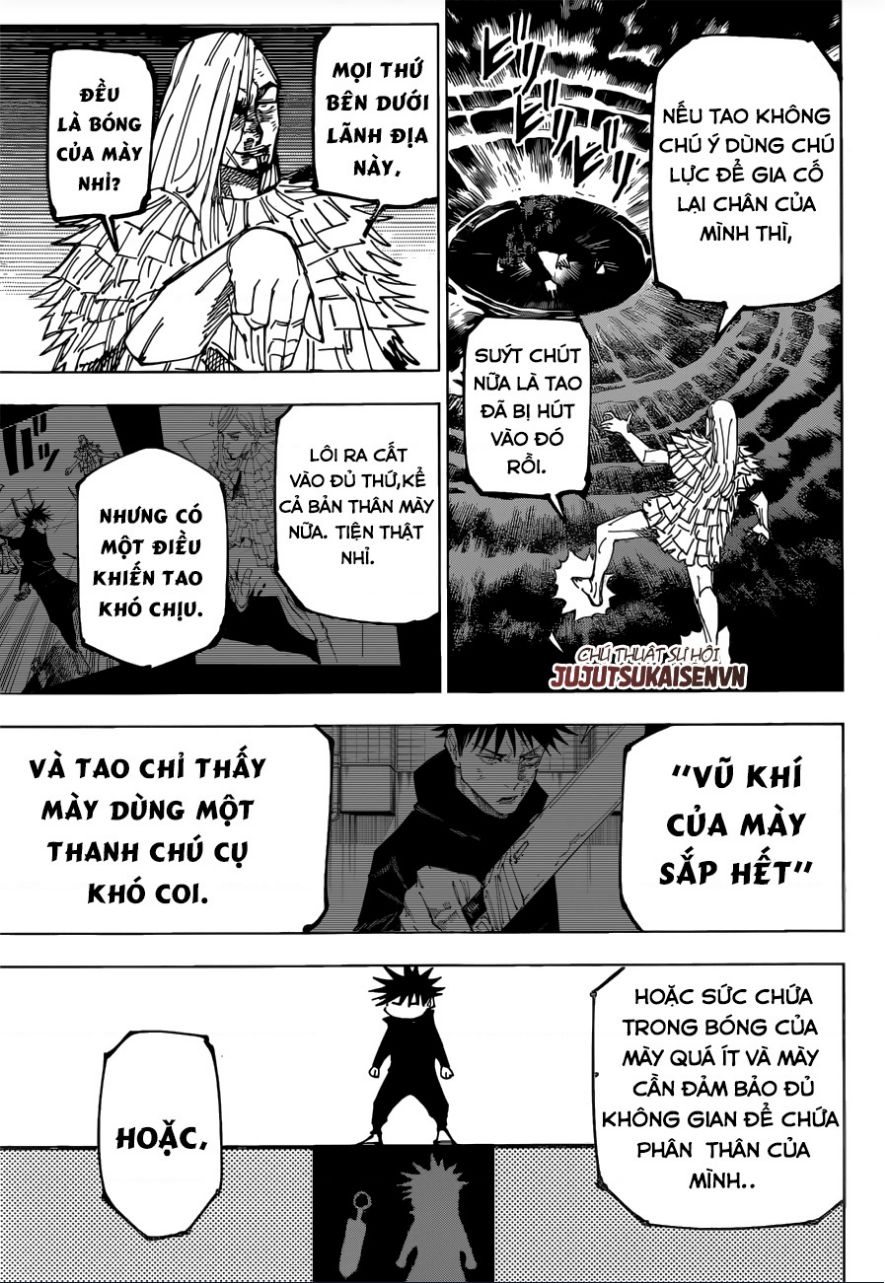 NẾU TAO KHÔNG
CHÚ Ý DÙNG CHÚ
LỰC ĐỂ GIA CỐ
LẠI CHÂN CỦA
MÌNH THÌ,
SUÝT CHÚT
NỮA LÀ TAO
ĐÃ BỊ HÚT
VÀO ĐÓ
RỒI.
CHÚ THUẬT SƯ HỒI
JUJUTSUKAISENVN
MỌI THỨ
BÊN DƯỚI
LÃNH ĐỊA
NÀY,
ĐỀU
LÀ BÓNG
CỦA MÀY
NHỈ?
LÔI RA CẤT
VÀO ĐỦ THỨ,KỂ
CẢ BẢN THÂN MÀY
NỮA. TIỆN THẬT
NHỈ.
NHƯNG CÓ
MỘT ĐIỀU
KHIẾN TAO
KHÓ CHỊU.
"VŨ KHÍ
CỦA MÀY
SẮP HẾT"
VÀ TAO CHỈ THẤY
MÀY DÙNG MỘT
THANH CHÚ CỤ
KHÓ COI.
HOẶC SỨC CHỨA
TRONG BÓNG CỦA
MÀY QUÁ ÍT VÀ MÀY
CẦN ĐẢM BẢO ĐỦ
KHÔNG GIAN ĐỂ CHỨA
PHÂN THÂN CỦA
MÌNH..
HOẶC,